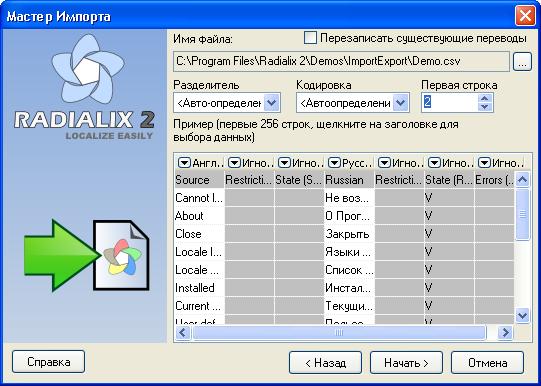 Мастер Импорта
RADIALIX 2
LOCALIZE EASILY
Имя Файла:
Перезаписать существующие переводы
C:\Program Files\Radialix 2\Demos\ImportExport\Demo.csv
...
Разделитель Кодировка Первая строка
<Авто-определен <Автоопределени 2
Пример (первые 256 строк, щелкните на заголовке для
выбора данных)
Англ... Игно... Игно... Русс... Игно... Игно... Игно...
Source Restricti... State (S... Russian Restricti... State (R... Errors (...
Cannot l... Не воз... V
About О Прог... V
Close Закрыть V
Locale l... Языки ... V
Locale ... Список ... V
Installed Инстал... V
Current ... Текущи... V
Справка
< Назад Начать > Отмена